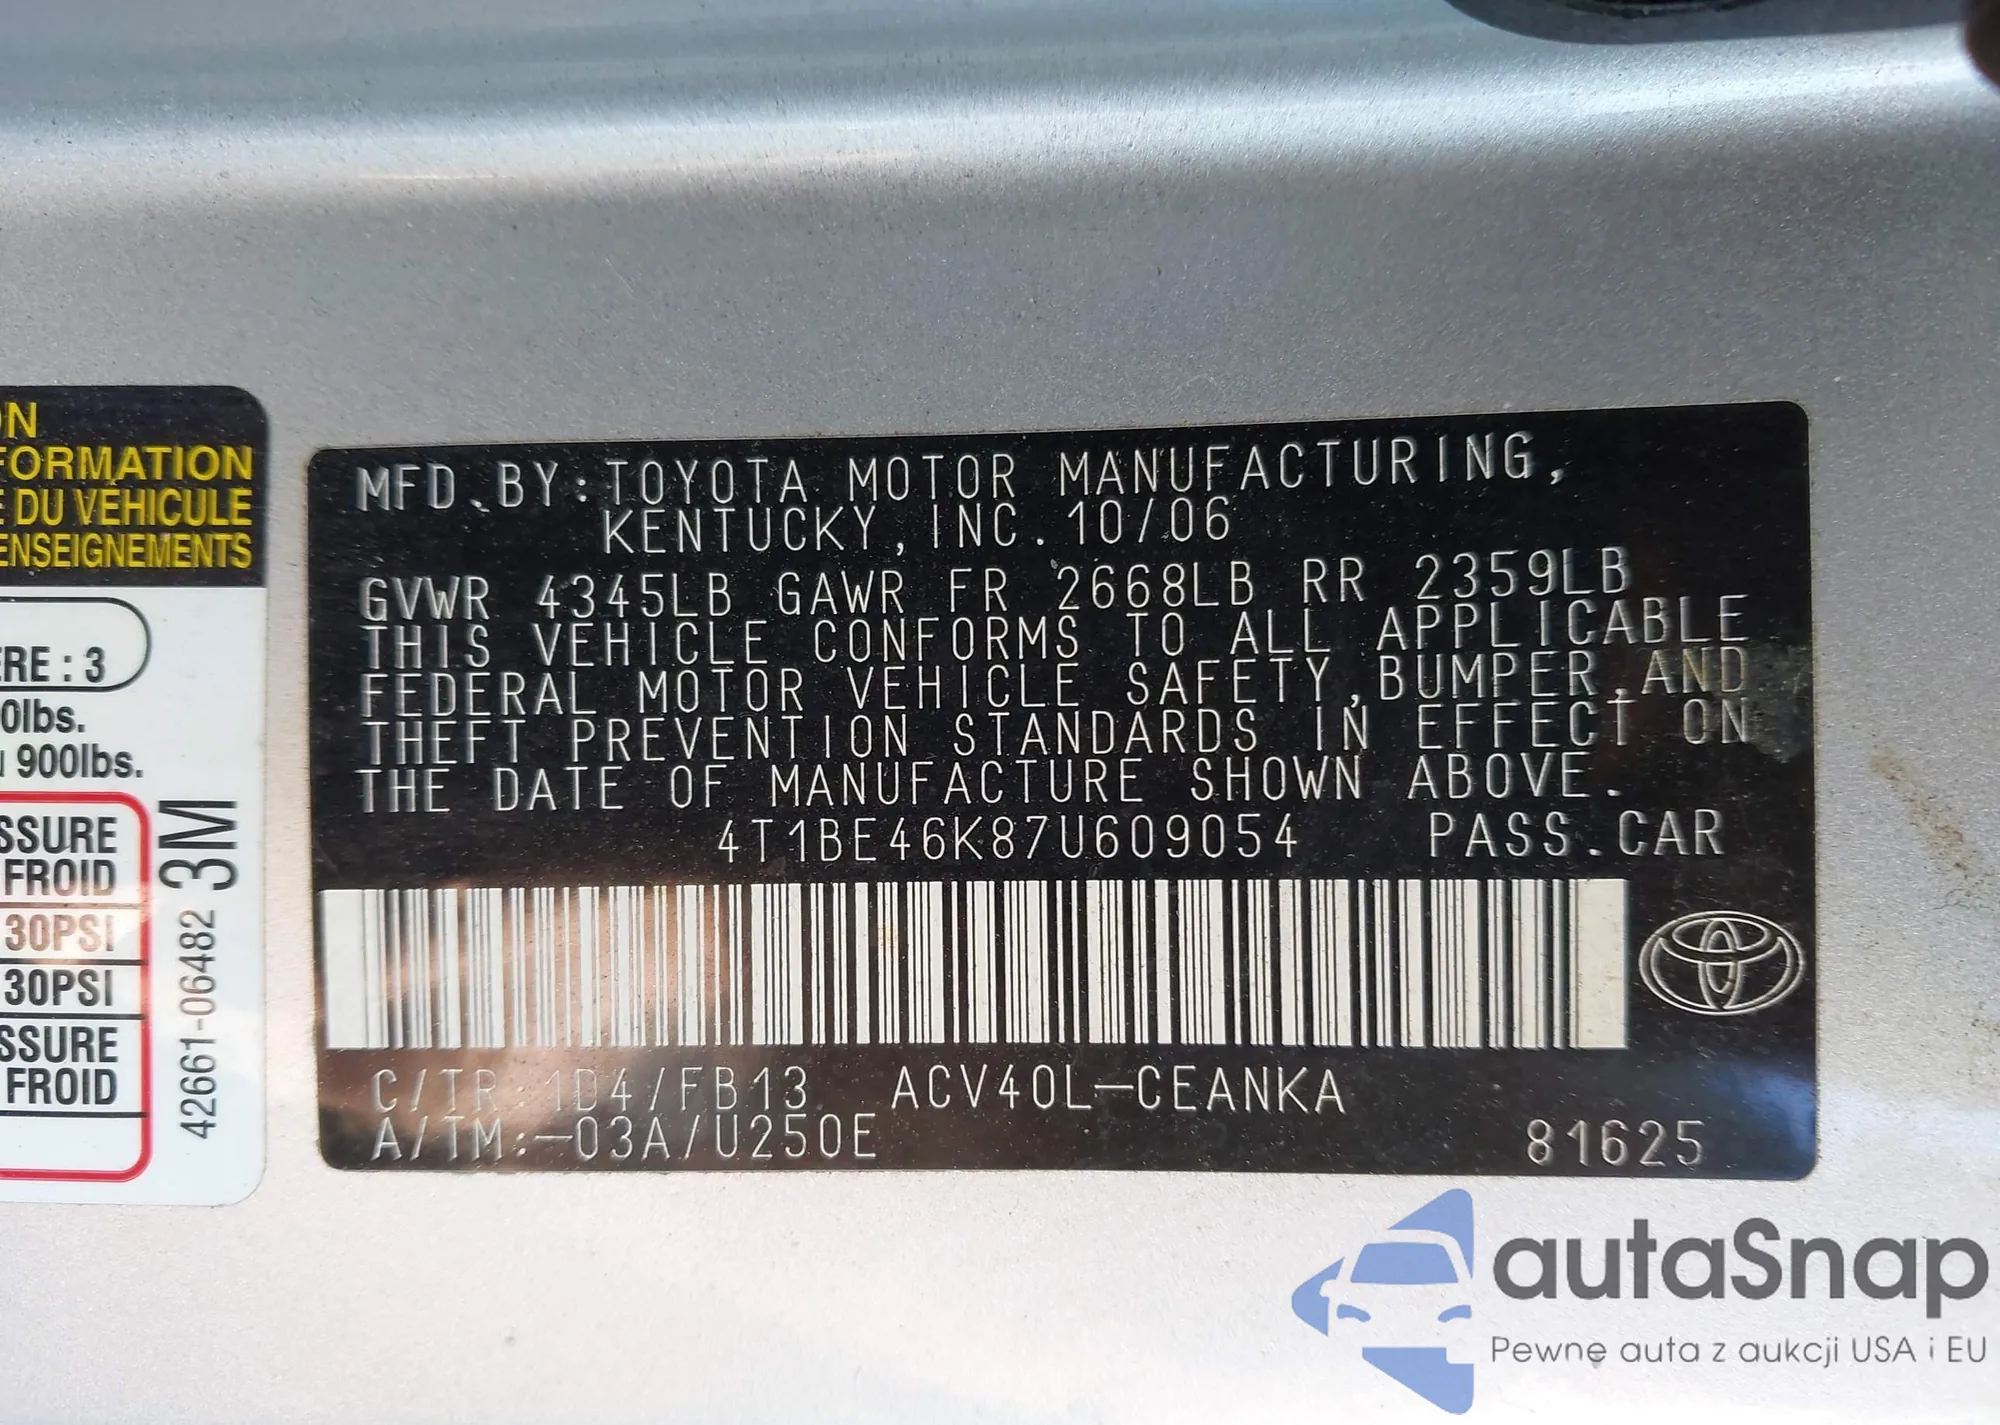 ON
FORMATION
E DU VÉHICULE
ENSEIGNEMENTS
ERE : 3
0lbs.
900lbs.
SSURE
FROID
30PSI
30PSI
SSURE
FROID
42661-06482 3M
MFD.BY:TOYOTA MOTOR MANUFACTURING,
KENTUCKY,INC.10/06
GVWR 4345LB GAWR FR 2668LB RR 2359LB
THIS VEHICLE CONFORMS TO ALL APPLICABLE
FEDERAL MOTOR VEHICLE SAFETY,BUMPER,AND
THEFT PREVENTION STANDARDS IN EFFECT ON
THE DATE OF MANUFACTURE SHOWN ABOVE.
4T1BE46K87U609054 PASS.CAR
C/TR:1D4/FB13 ACV40L-CEANKA
A/TM:-03A/U250E
81625
autaSnap
Pewne auta z aukcji USA i EU